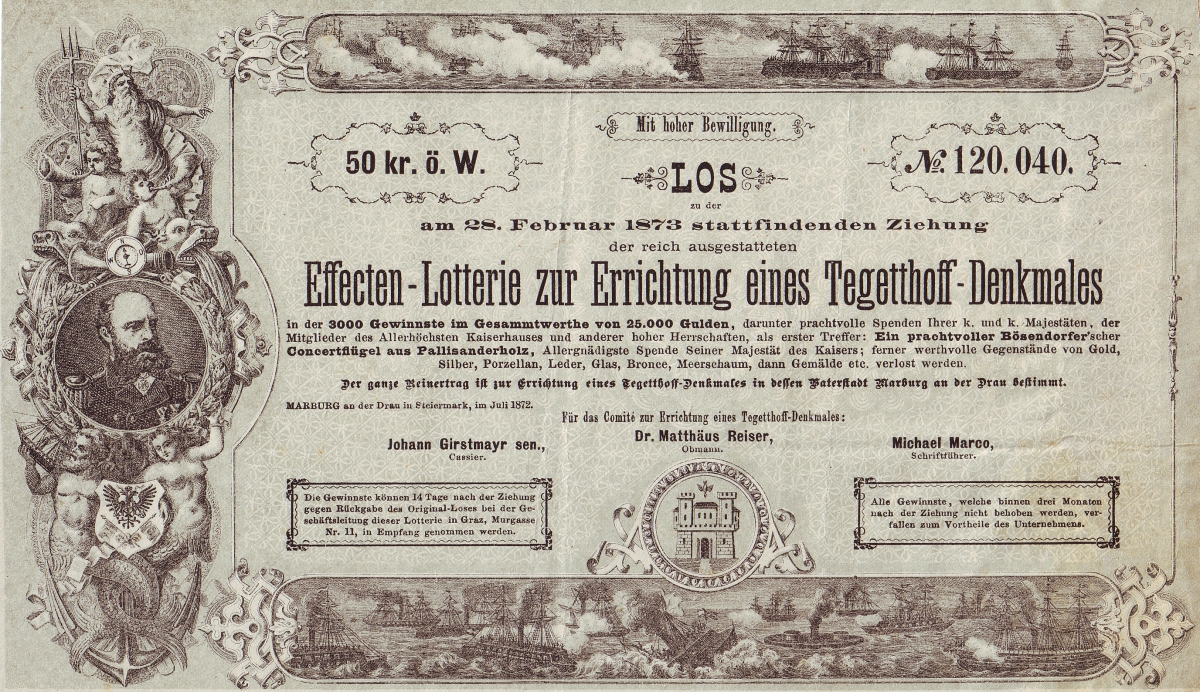 Mit hoher Bewilligung.
50 kr. ö. W.
№ 120.040.
LOS
zu der
am 28. Februar 1873 stattfindenden Ziehung
der reich ausgestatteten
Effecten-Lotterie zur Errichtung eines Tegetthoff-Denkmales
in der 3000 Gewinnste im Gesammtwerthe von 25.000 Gulden, darunter prachtvolle Spenden Ihrer k. und k. Majestäten, der
Mitglieder des Allerhöchsten Kaiserhauses und anderer hoher Herrschaften, als erster Treffer: Ein prachtvoller Bösendorfer'scher
Concertflügel aus Pallisanderholz, Allergnädigste Spende Seiner Majestät des Kaisers; ferner werthvolle Gegenstände von Gold,
Silber, Porzellan, Leder, Glas, Bronce, Meerschaum, dann Gemälde etc. verlost werden.
Der ganze Reinertrag ist zur Errichtung eines Tegetthoff-Denkmales in dessen Vaterstadt Marburg an der Drau bestimmt.
MARBURG an der Drau in Steiermark, im Juli 1872.
Für das Comité zur Errichtung eines Tegetthoff-Denkmales:
Johann Girstmayr sen.,
Cassier.
Dr. Matthäus Reiser,
Obmann.
Michael Marco,
Schriftführer.
Die Gewinnste können 14 Tage nach der Ziehung
gegen Rückgabe des Original-Loses bei der Ge-
schäftsleitung dieser Lotterie in Graz, Murgasse
Nr. 11, in Empfang genommen werden.
Alle Gewinnste, welche binnen drei Monaten
nach der Ziehung nicht behoben werden, ver-
fallen zum Vortheile des Unternehmens.